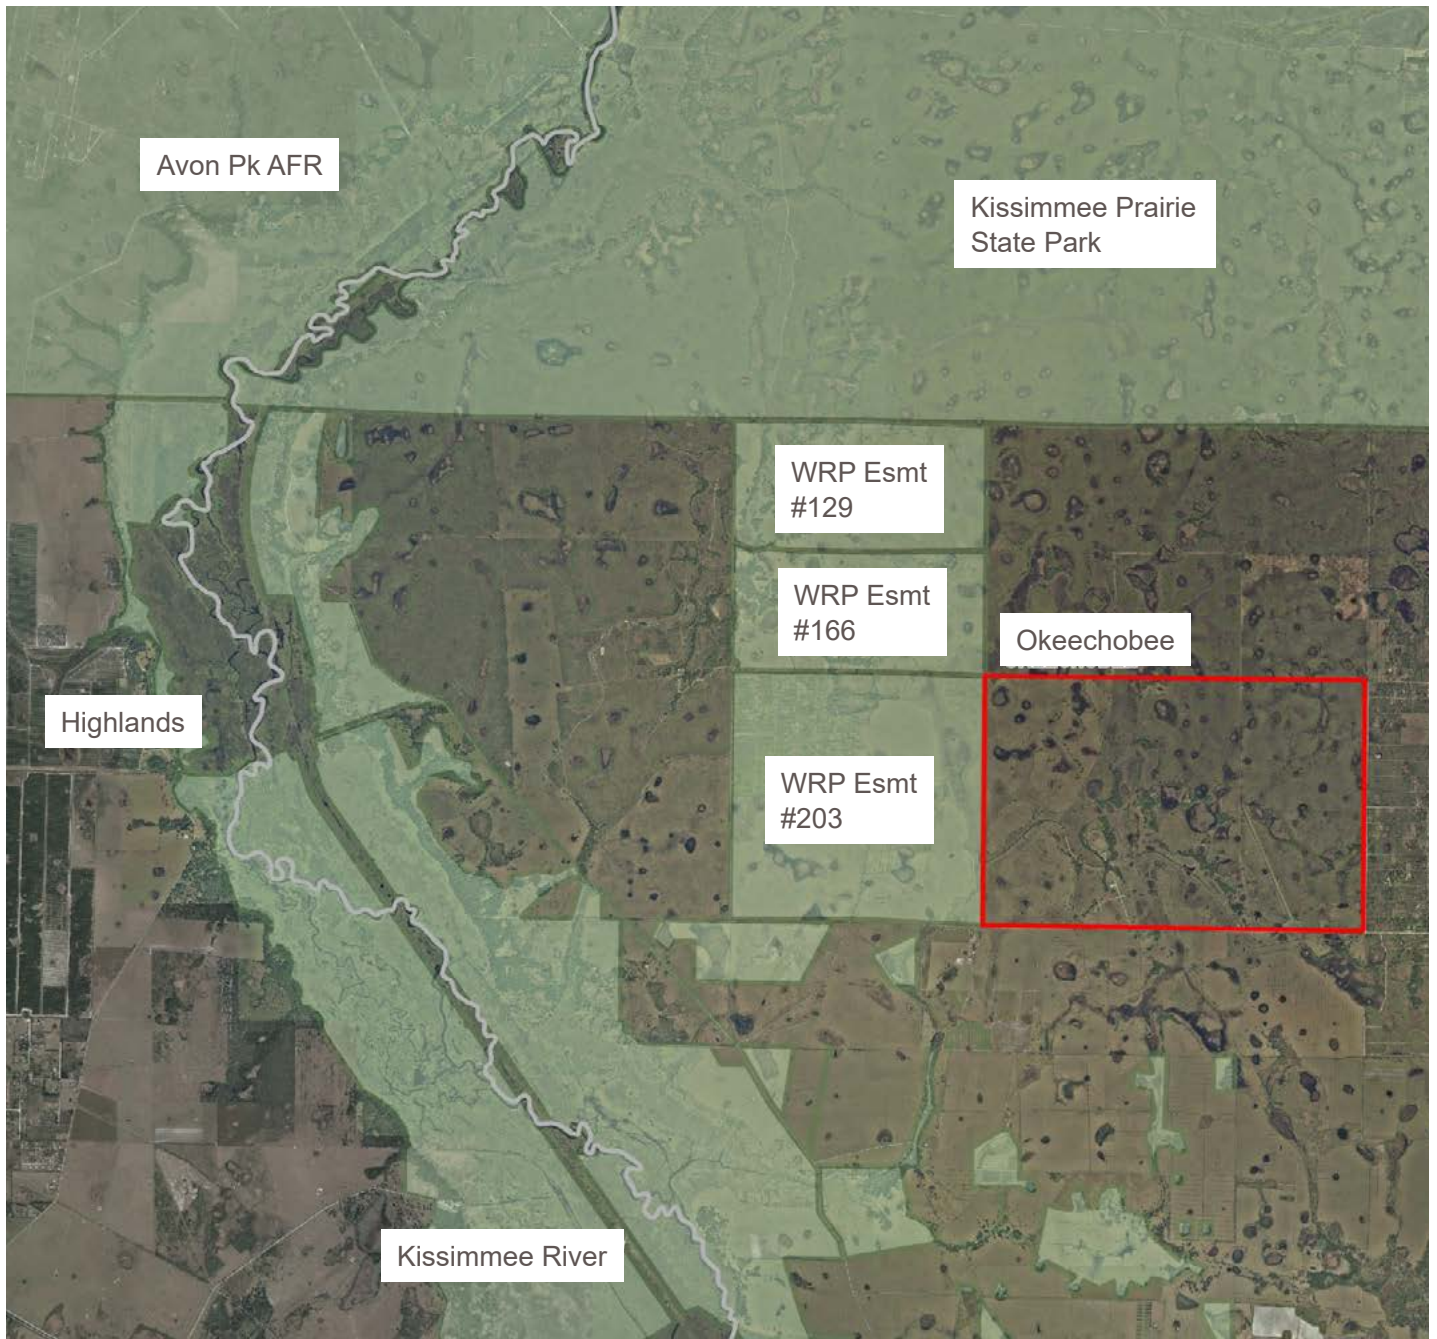 Avon Pk AFR
Kissimmee Prairie
State Park
WRP Esmt
#129
WRP Esmt
#166
Okeechobee
Highlands
WRP Esmt
#203
Kissimmee River